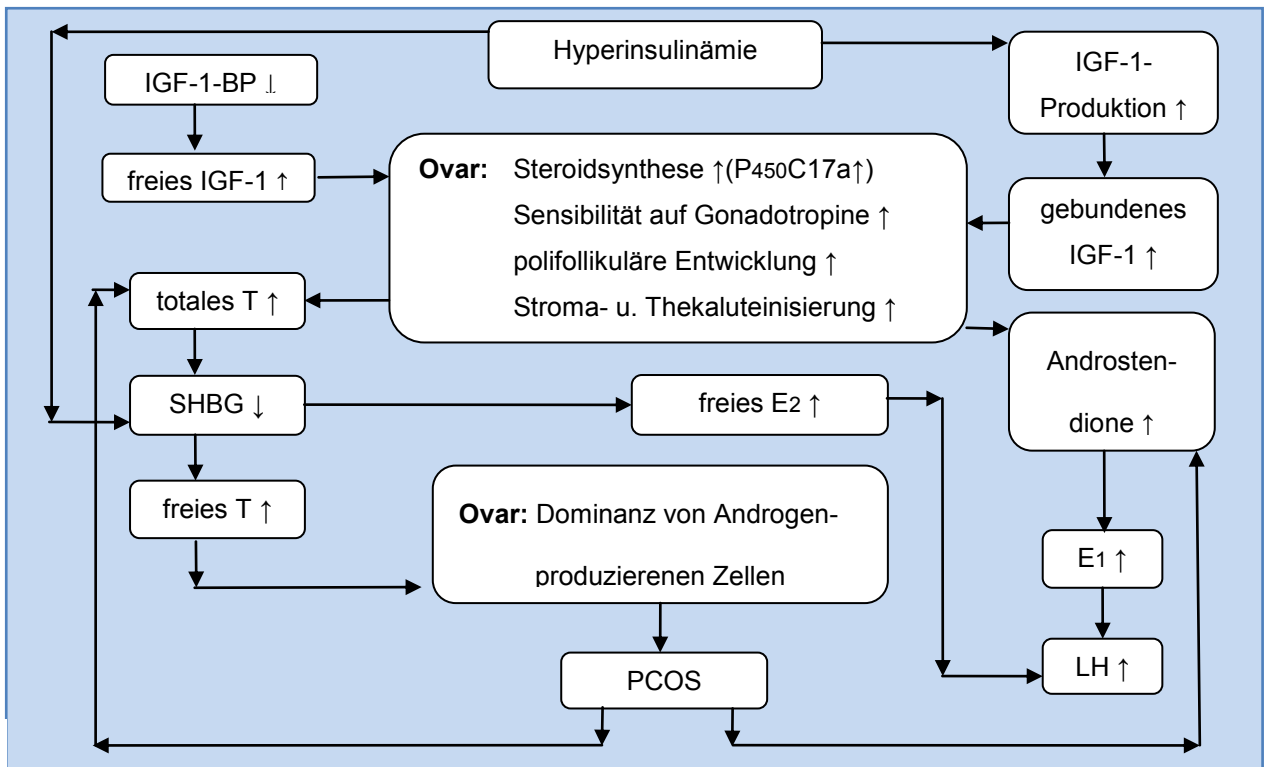 Hyperinsulinämie
IGF-1-BP ↓
IGF-1-
Produktion ↑
freies IGF-1 ↑
Ovar: Steroidsynthese ↑(P450C17a↑)
Sensibilität auf Gonadotropine ↑
polifollikuläre Entwicklung ↑
Stroma- u. Thekaluteinisierung ↑
gebundenes
IGF-1 ↑
totales T ↑
Androsten-
dione ↑
SHBG ↓
freies E2 ↑
freies T ↑
Ovar: Dominanz von Androgen-
produzierenen Zellen
E1 ↑
LH ↑
PCOS